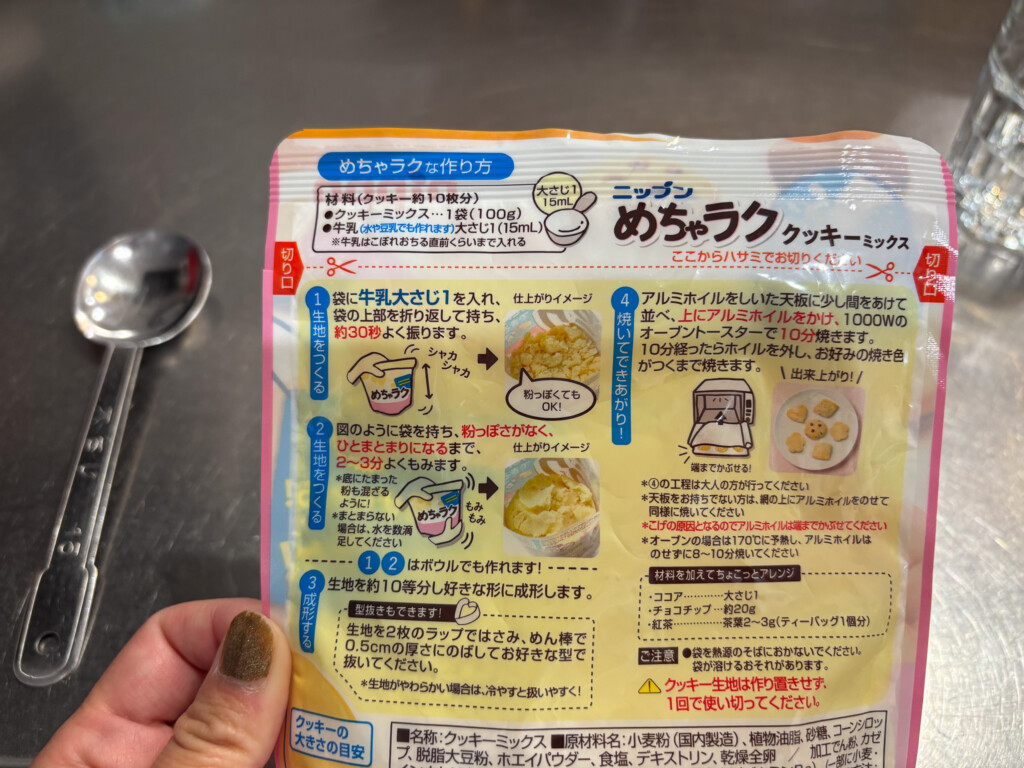 めちゃラクな作り方
材料(クッキー約10枚分)
●クッキーミックス…1袋(100g)
●牛乳(水や豆乳でも作れます)大さじ1(15mL)
※牛乳はこぼれおちる直前くらいまで入れる
大さじ1
15mL
ニップン
めちゃラク クッキーミックス
ここからハサミでお切りください
切り口
切り口
1 生地をつくる
袋に牛乳大さじ1を入れ、
袋の上部を折り返して持ち、
約30秒よく振ります。
仕上がりイメージ
シャカ
シャカ
めちゃラク
粉っぽくても
OK!
2 生地をつくる
図のように袋を持ち、粉っぽさがなく、
ひとまとまりになるまで、
2〜3分よくもみます。
仕上がりイメージ
*底にたまった
粉も混ざる
ように!
*まとまらない
場合は、水を数滴
足してください
めちゃラク
もみ
もみ
1 2 はボウルでも作れます!
3 成形する
生地を約10等分し好きな形に成形します。
型抜きもできます!
生地を2枚のラップではさみ、めん棒で
0.5cmの厚さにのばしてお好きな型で
抜いてください。
*生地がやわらかい場合は、冷やすと扱いやすく!
4 焼いてできあがり!
アルミホイルをしいた天板に少し間をあけて
並べ、上にアルミホイルをかけ、1000Wの
オーブントースターで10分焼きます。
10分経ったらホイルを外し、お好みの焼き色
がつくまで焼きます。
出来上がり!
端までかぶせる!
*④の工程は大人の方が行ってください
*天板をお持ちでない方は、網の上にアルミホイルをのせて
同様に焼いてください
*こげの原因となるのでアルミホイルは端までかぶせてください
*オーブンの場合は170℃に予熱し、アルミホイルは
のせずに8〜10分焼いてください
材料を加えてちょこっとアレンジ
・ココア…………大さじ1
・チョコチップ…約20g
・紅茶……………茶葉2〜3g(ティーバッグ1個分)
ご注意 ●袋を熱源のそばにおかないでください。
袋が溶けるおそれがあります。
クッキー生地は作り置きせず、
1回で使い切ってください。
クッキーの
大きさの目安
■名称:クッキーミックス ■原材料名:小麦粉(国内製造)、植物油脂、砂糖、コーンシロッ
プ、脱脂大豆粉、ホエイパウダー、食塩、デキストリン、乾燥全卵 / 加工でん粉、カゼ